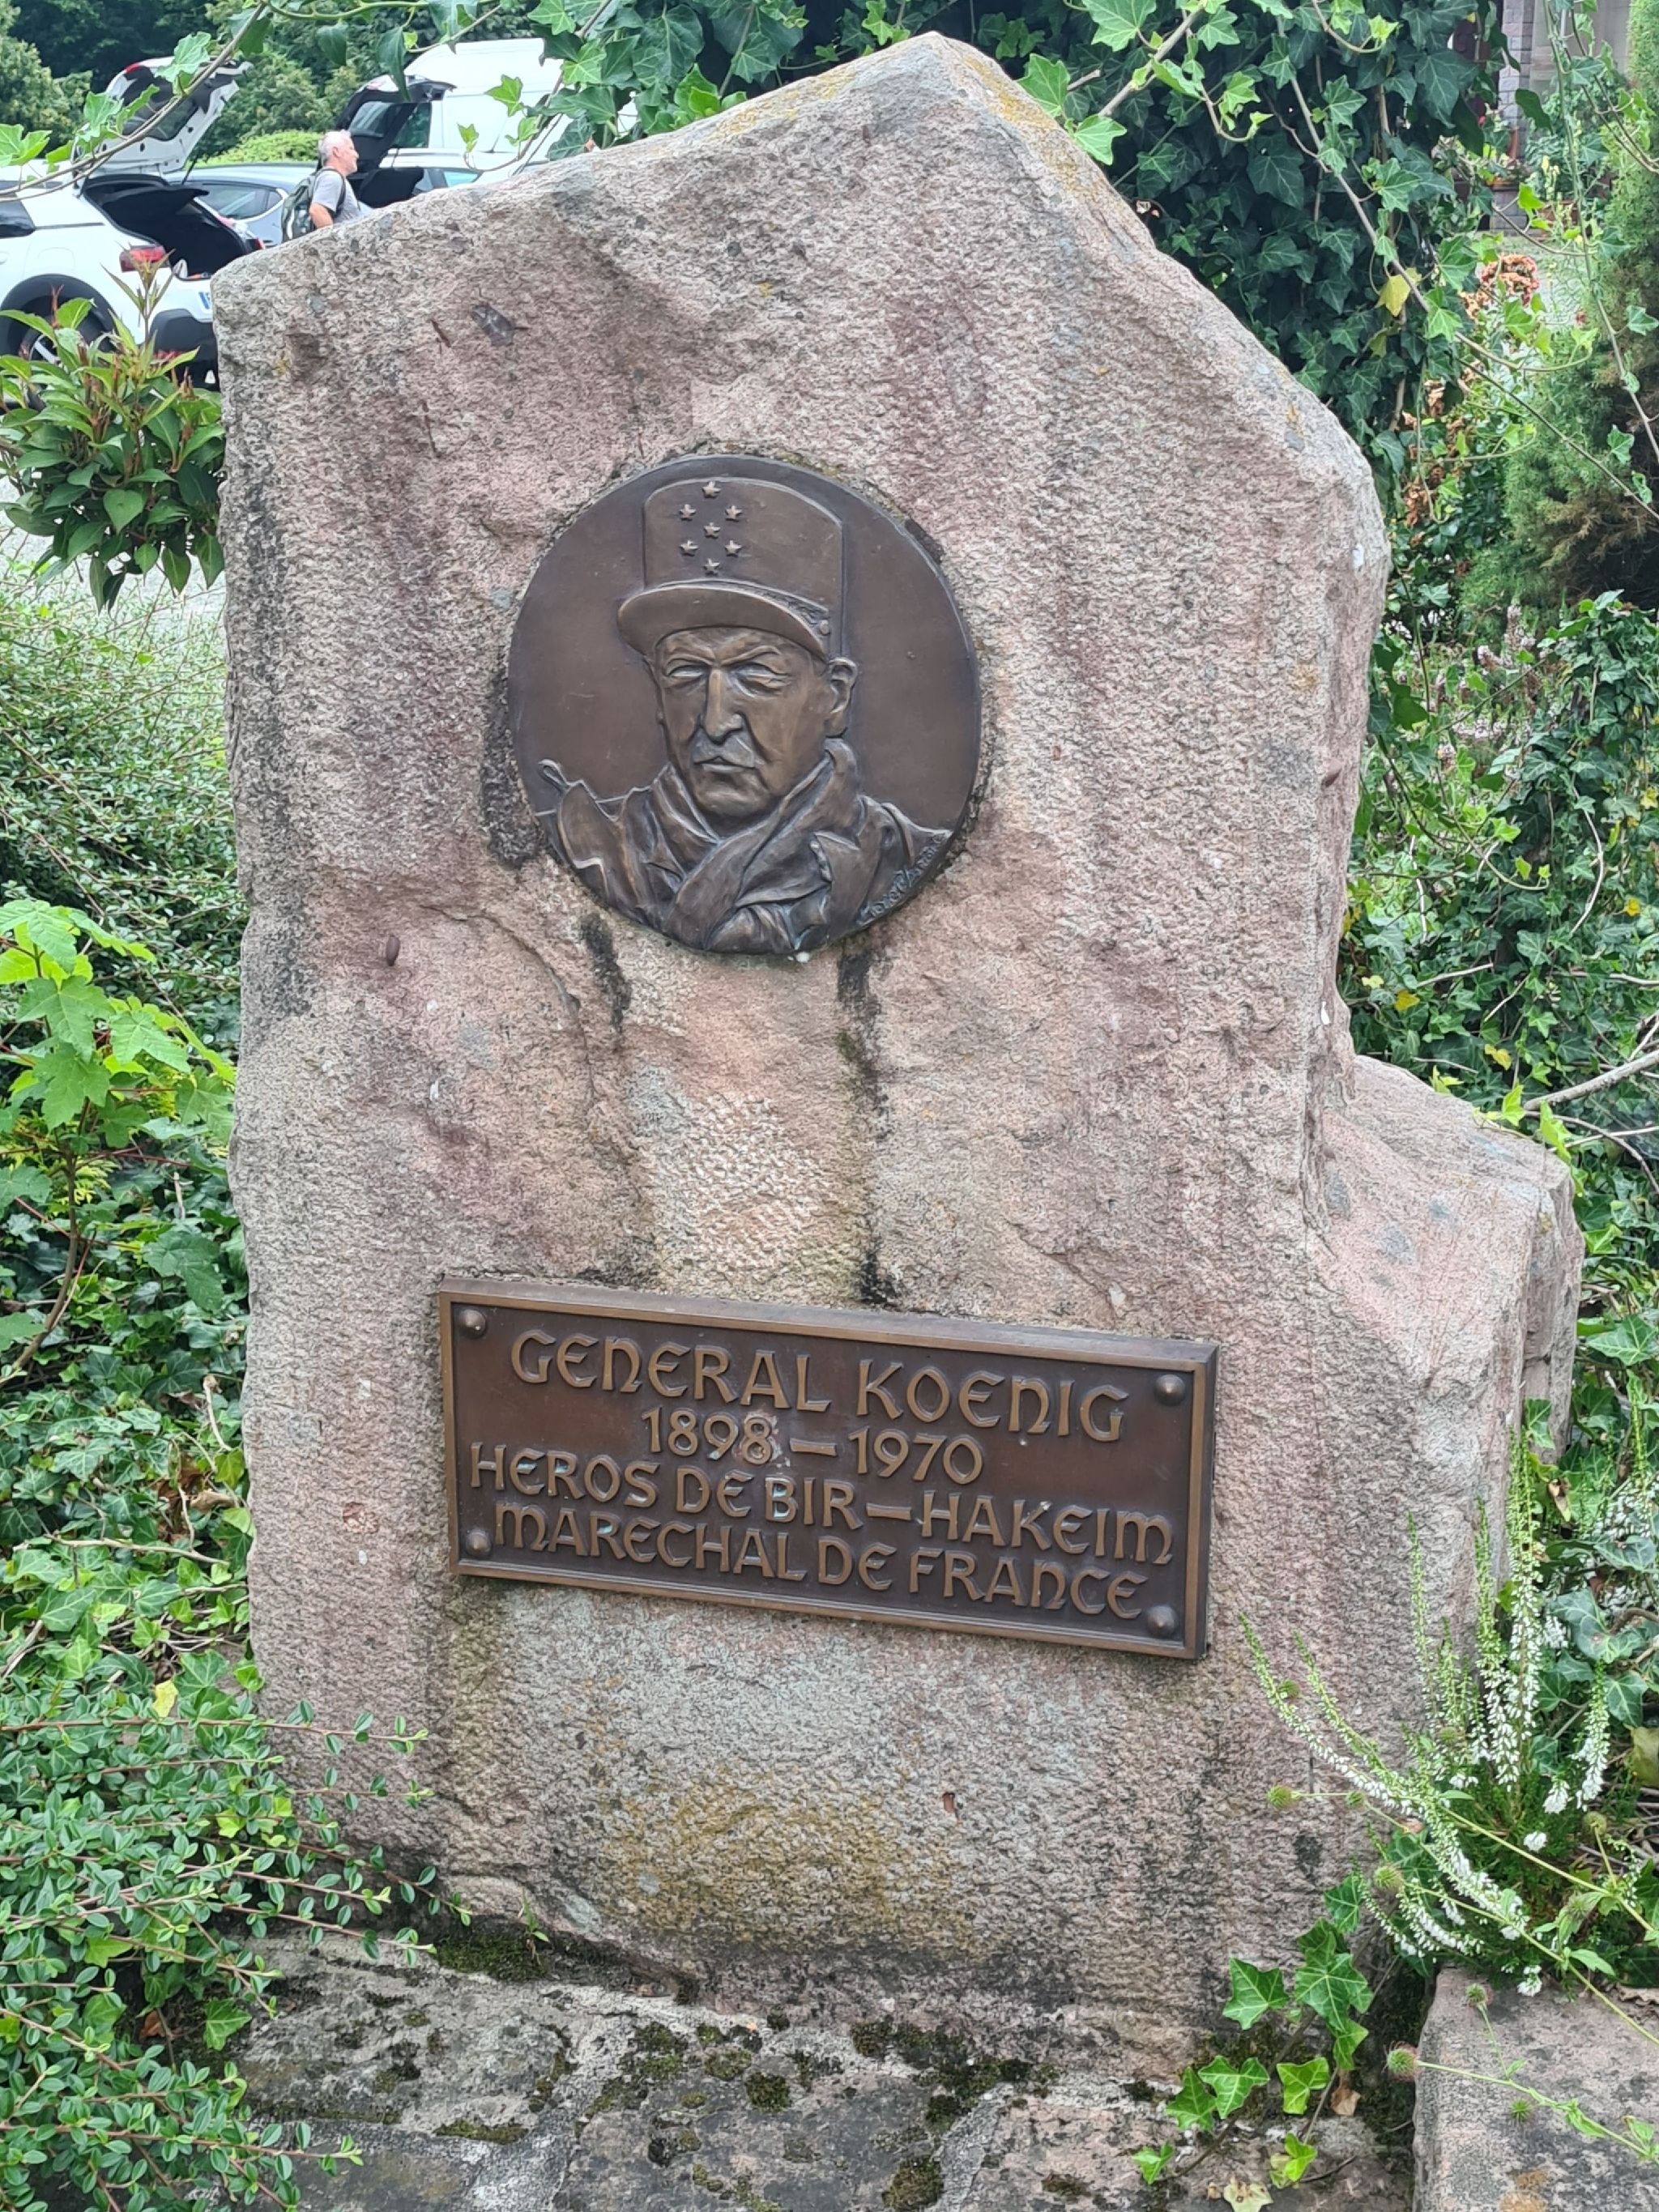 GENERAL KOENIG
1898 – 1970
HEROS DE BIR – HAKEIM
MARECHAL DE FRANCE